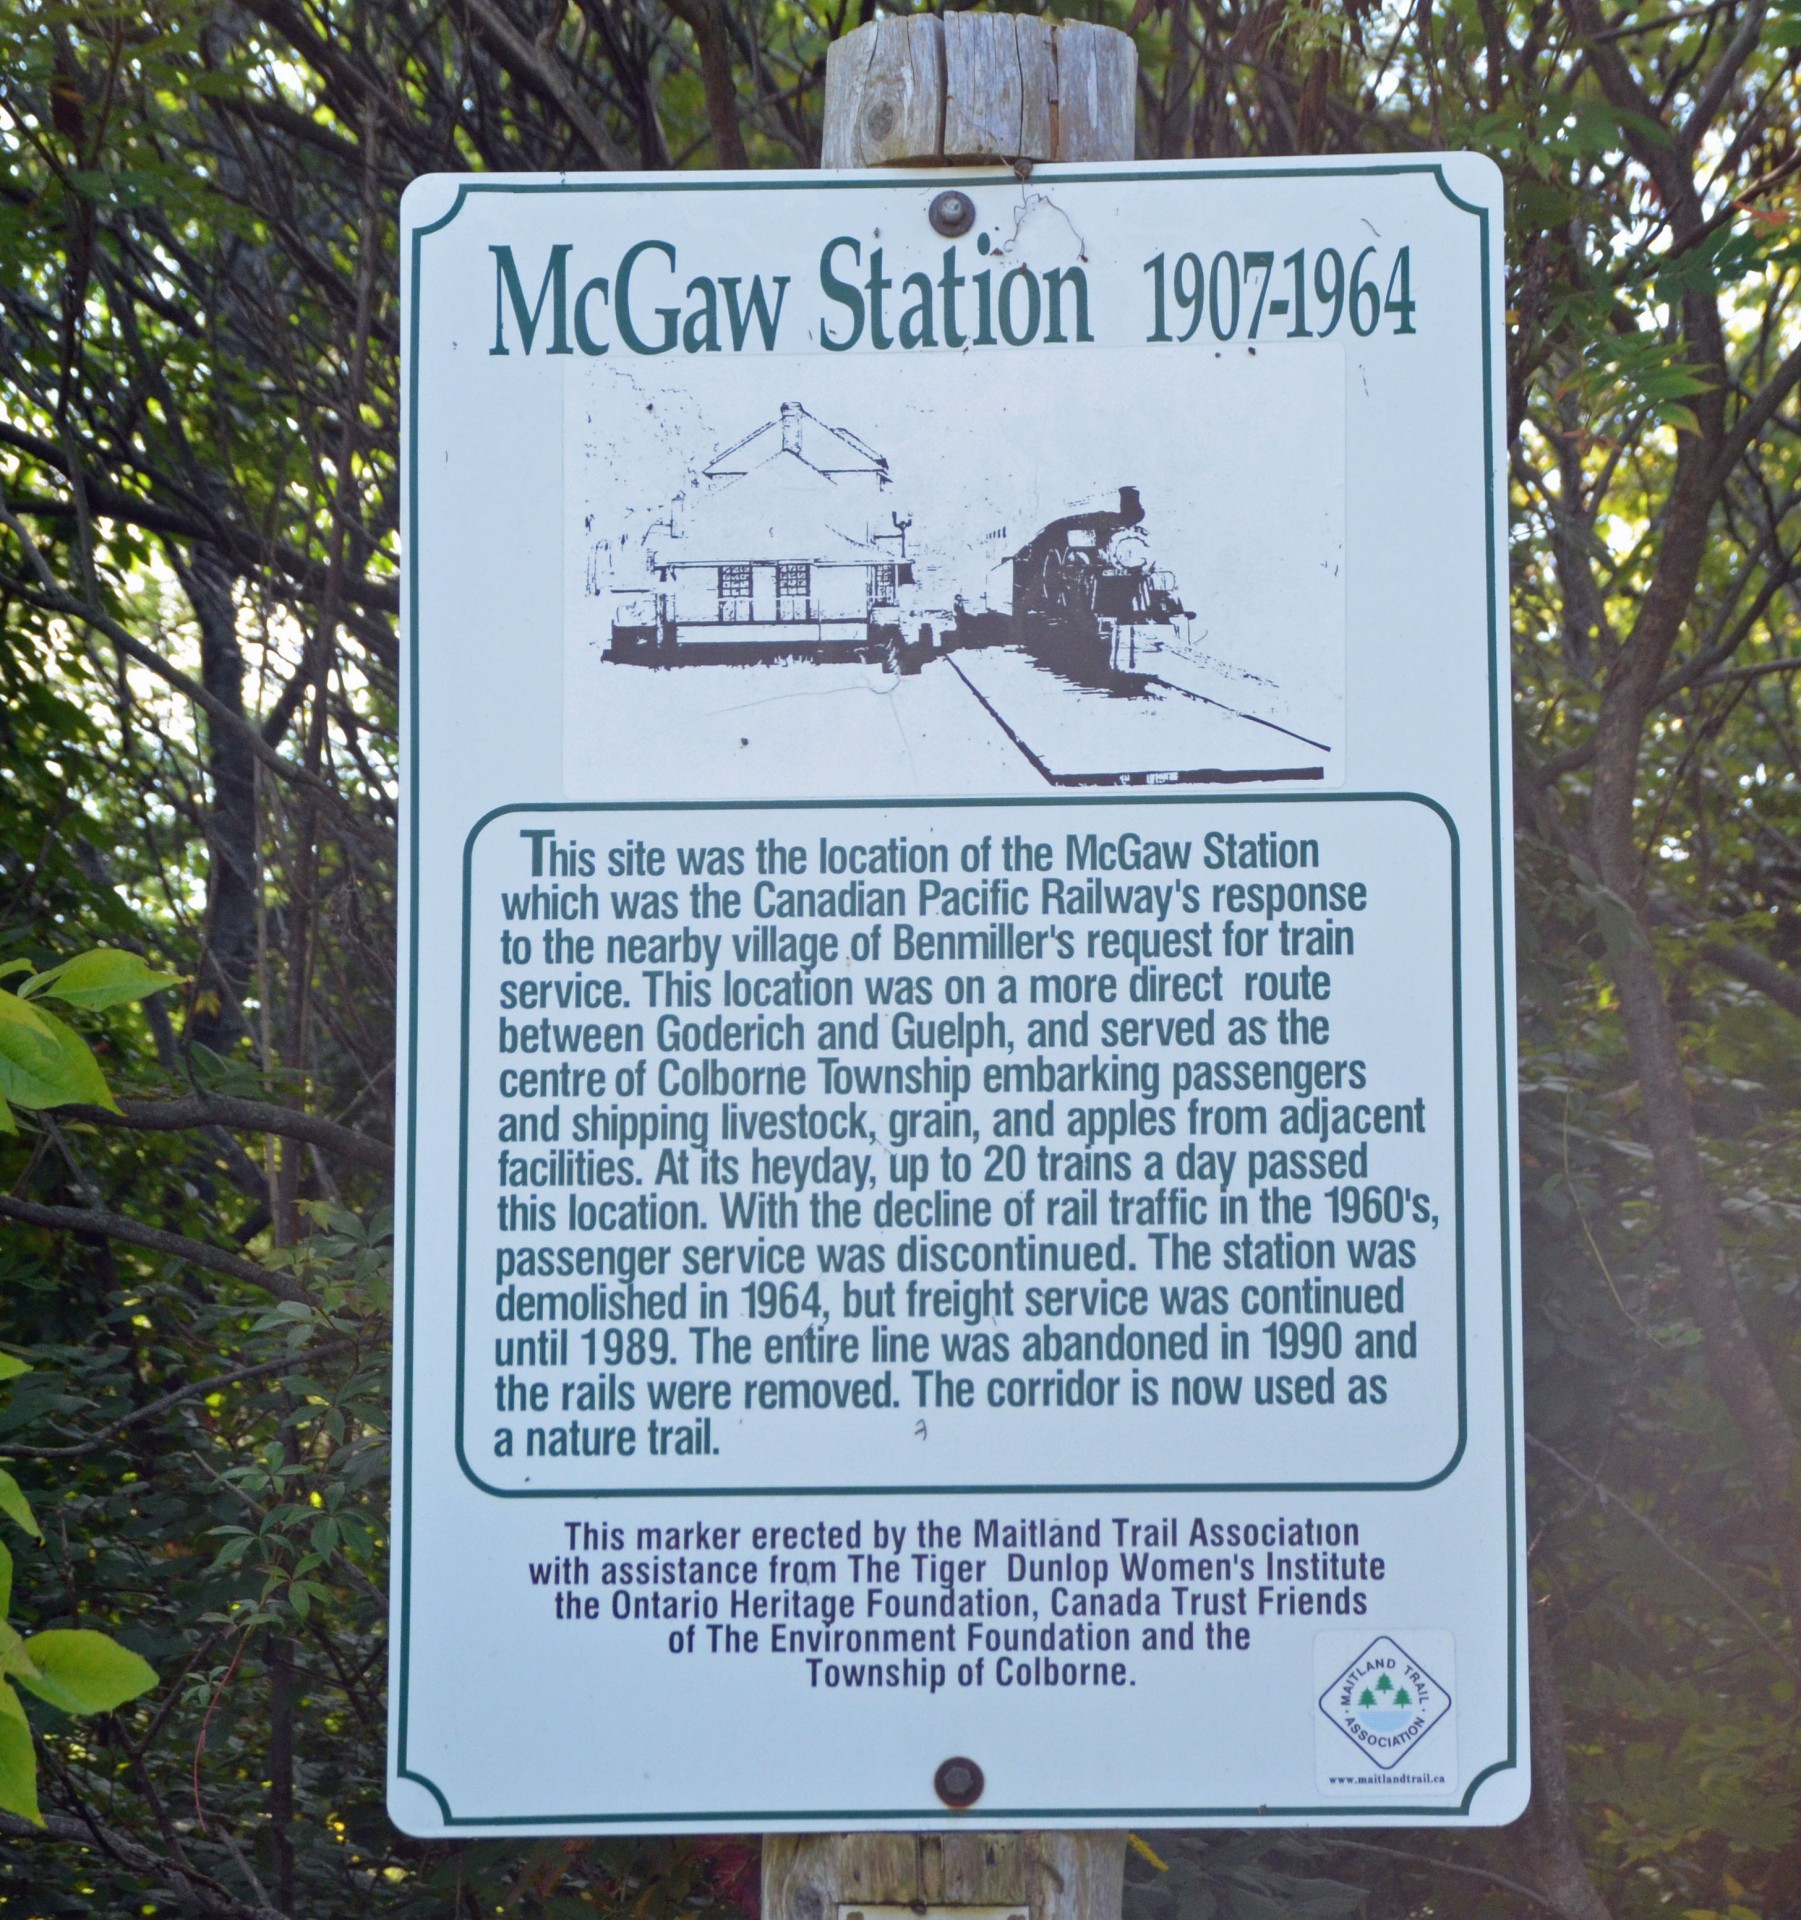 McGaw Station 1907-1964
This site was the location of the McGaw Station
which was the Canadian Pacific Railway's response
to the nearby village of Benmiller's request for train
service. This location was on a more direct route
between Goderich and Guelph, and served as the
centre of Colborne Township embarking passengers
and shipping livestock, grain, and apples from adjacent
facilities. At its heyday, up to 20 trains a day passed
this location. With the decline of rail traffic in the 1960's,
passenger service was discontinued. The station was
demolished in 1964, but freight service was continued
until 1989. The entire line was abandoned in 1990 and
the rails were removed. The corridor is now used as
a nature trail.
This marker erected by the Maitland Trail Association
with assistance from The Tiger Dunlop Women's Institute
the Ontario Heritage Foundation, Canada Trust Friends
of The Environment Foundation and the
Township of Colborne.
MAITLAND TRAIL
ASSOCIATION
www.maitlandtrail.ca